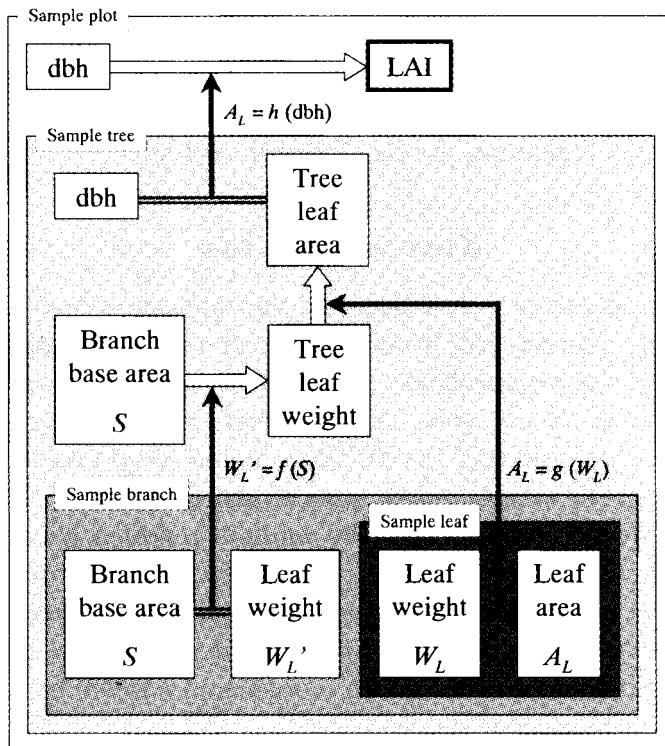 Sample plot
dbh
LAI
A_L = h (dbh)
Sample tree
dbh
Tree
leaf
area
Branch
base area
S
Tree
leaf
weight
W_L' = f (S)
A_L = g (W_L)
Sample branch
Sample leaf
Branch
base area
S
Leaf
weight
W_L'
Leaf
weight
W_L
Leaf
area
A_L